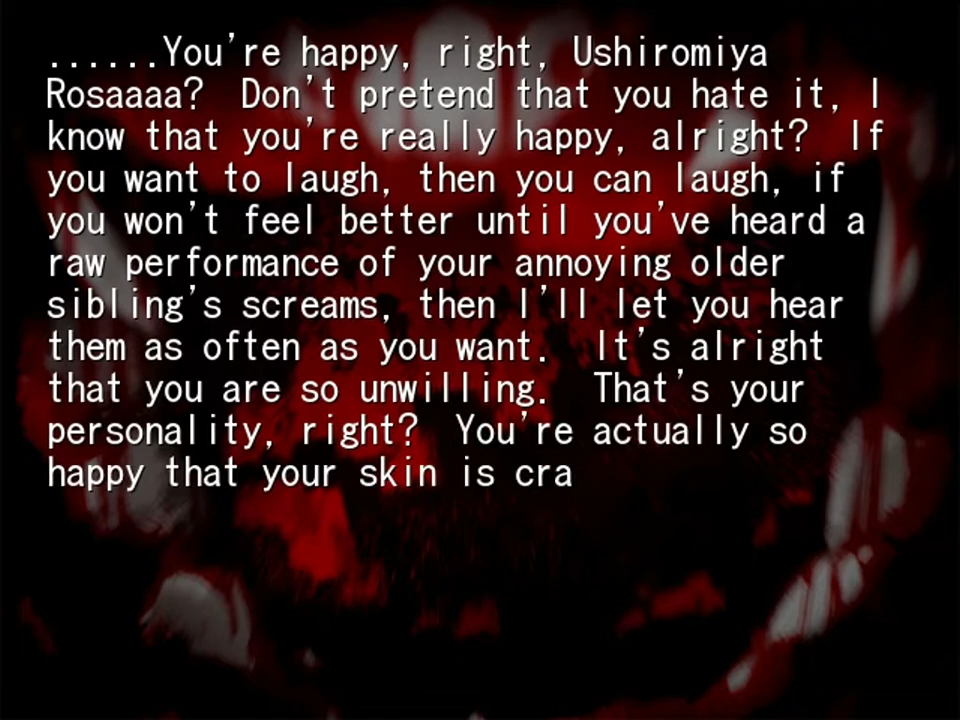 ......You're happy, right, Ushiromiya
Rosaaaa?  Don't pretend that you hate it, I
know that you're really happy, alright?  If
you want to laugh, then you can laugh, if
you won't feel better until you've heard a
raw performance of your annoying older
sibling's screams, then I'll let you hear
them as often as you want.  It's alright
that you are so unwilling.  That's your
personality, right?  You're actually so
happy that your skin is cra